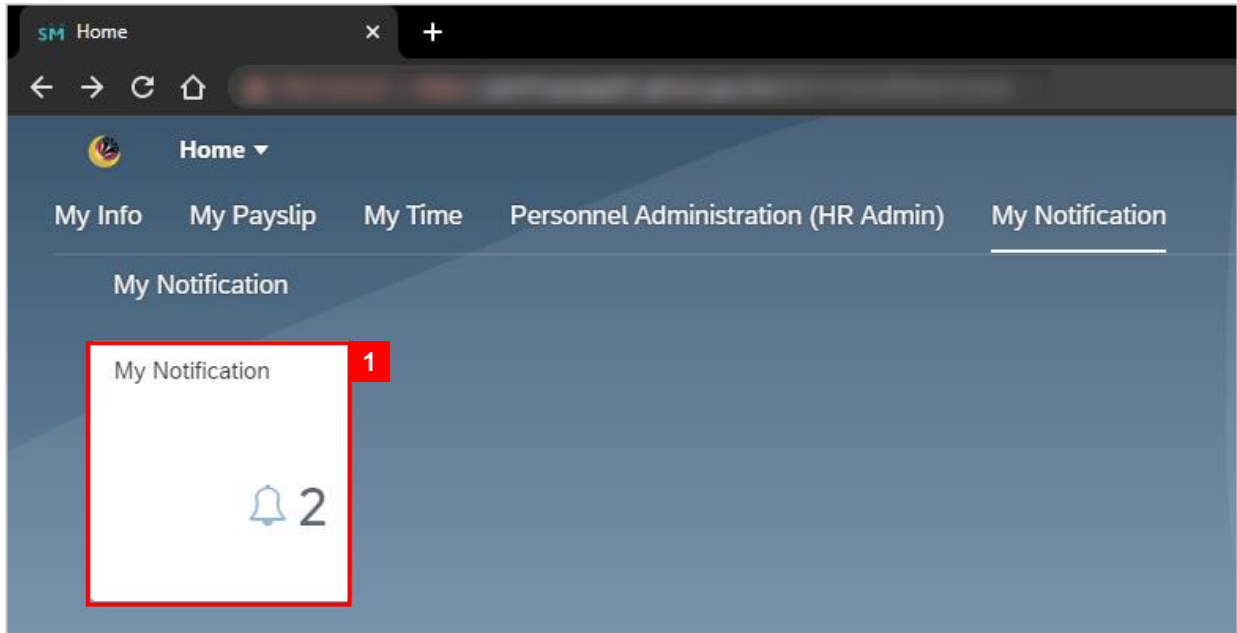 SM Home
Home
My Info My Payslip My Time Personnel Administration (HR Admin) My Notification
My Notification
My Notification
1
2